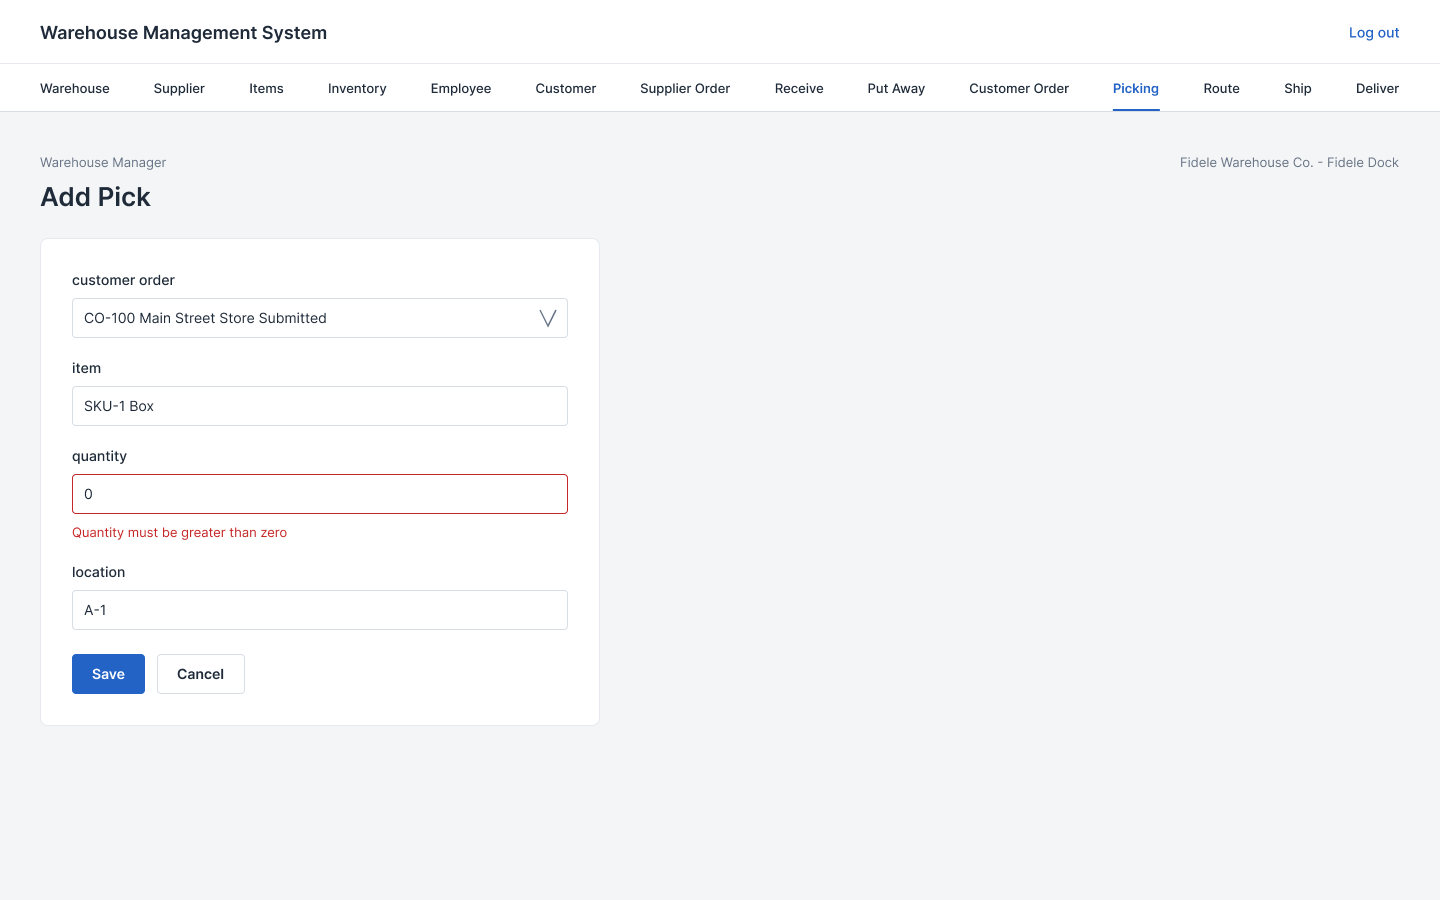 Warehouse Management System
Log out
Warehouse Supplier Items Inventory Employee Customer Supplier Order Receive Put Away Customer Order Picking Route Ship Deliver
Warehouse Manager
Fidele Warehouse Co. - Fidele Dock
Add Pick
customer order
CO-100 Main Street Store Submitted
item
SKU-1 Box
quantity
0
Quantity must be greater than zero
location
A-1
Save Cancel